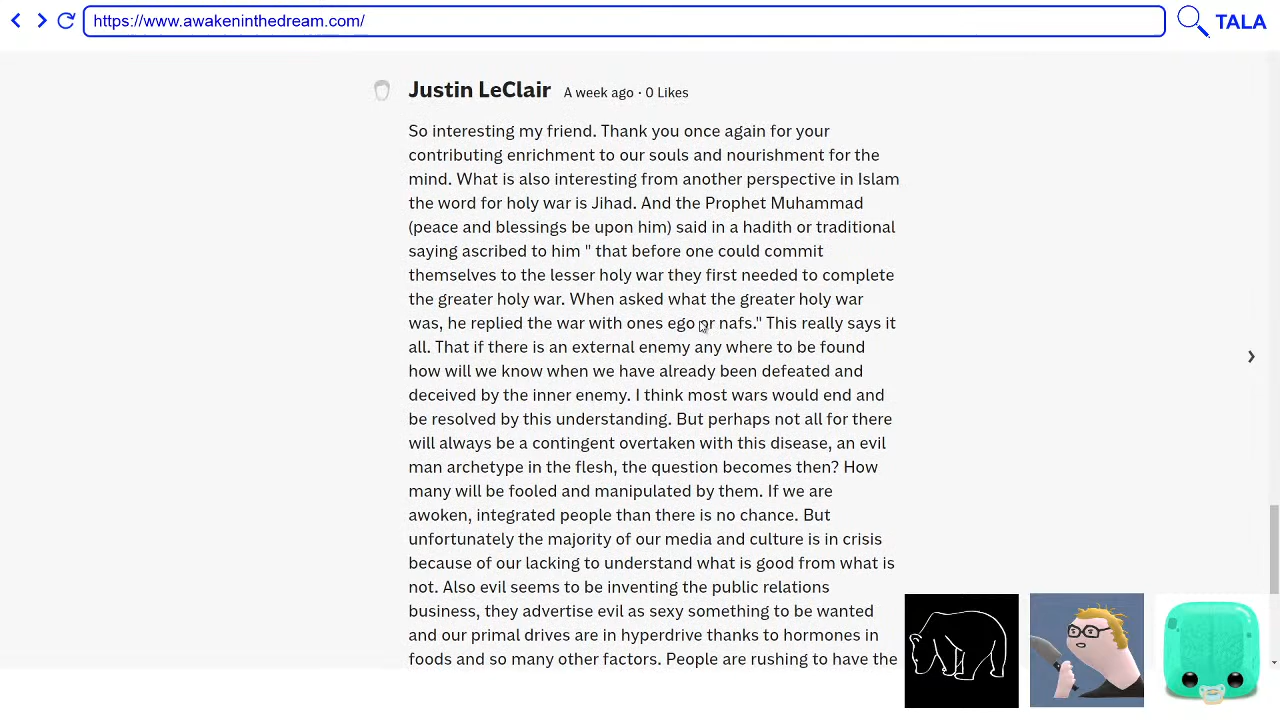 https://www.awakeninthedream.com/
TALA
Justin LeClair A week ago · 0 Likes
So interesting my friend. Thank you once again for your
contributing enrichment to our souls and nourishment for the
mind. What is also interesting from another perspective in Islam
the word for holy war is Jihad. And the Prophet Muhammad
(peace and blessings be upon him) said in a hadith or traditional
saying ascribed to him " that before one could commit
themselves to the lesser holy war they first needed to complete
the greater holy war. When asked what the greater holy war
was, he replied the war with ones ego or nafs." This really says it
all. That if there is an external enemy any where to be found
how will we know when we have already been defeated and
deceived by the inner enemy. I think most wars would end and
be resolved by this understanding. But perhaps not all for there
will always be a contingent overtaken with this disease, an evil
man archetype in the flesh, the question becomes then? How
many will be fooled and manipulated by them. If we are
awoken, integrated people than there is no chance. But
unfortunately the majority of our media and culture is in crisis
because of our lacking to understand what is good from what is
not. Also evil seems to be inventing the public relations
business, they advertise evil as sexy something to be wanted
and our primal drives are in hyperdrive thanks to hormones in
foods and so many other factors. People are rushing to have the